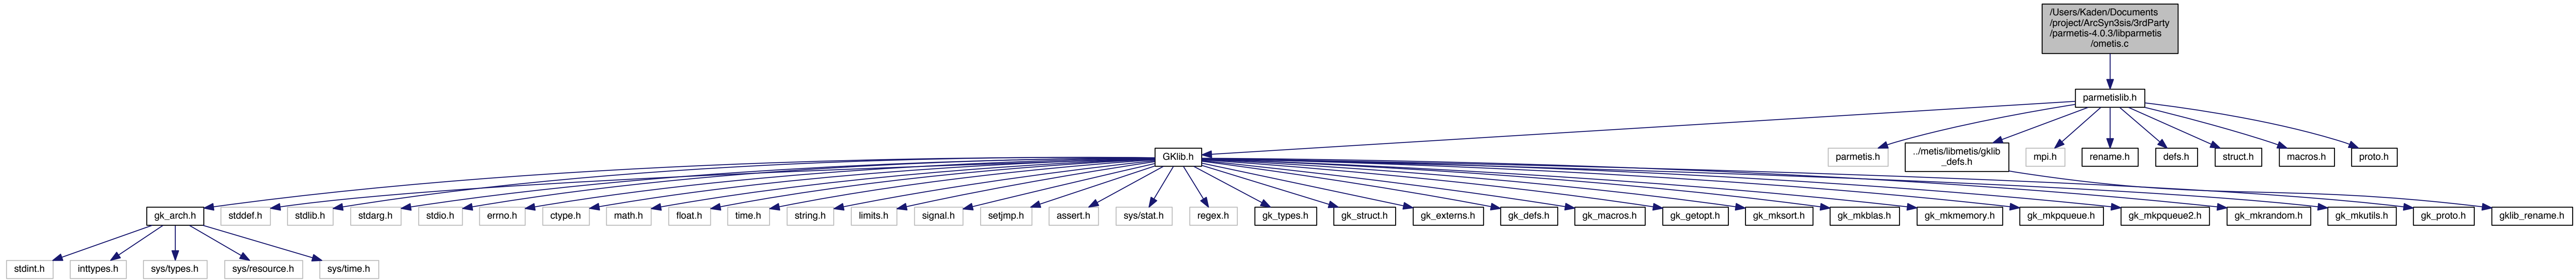 /Users/Kaden/Documents
/project/ArcSyn3sis/3rdParty
/parmetis-4.0.3/libparmetis
/ometis.c
parmetislib.h
GKlib.h
parmetis.h
../metis/libmetis/gklib
_defs.h
mpi.h
rename.h
defs.h
struct.h
macros.h
proto.h
gk_arch.h
stddef.h
stdlib.h
stdarg.h
stdio.h
errno.h
ctype.h
math.h
float.h
time.h
string.h
limits.h
signal.h
setjmp.h
assert.h
sys/stat.h
regex.h
gk_types.h
gk_struct.h
gk_externs.h
gk_defs.h
gk_macros.h
gk_getopt.h
gk_mksort.h
gk_mkblas.h
gk_mkmemory.h
gk_mkpqueue.h
gk_mkpqueue2.h
gk_mkrandom.h
gk_mkutils.h
gk_proto.h
gklib_rename.h
stdint.h
inttypes.h
sys/types.h
sys/resource.h
sys/time.h